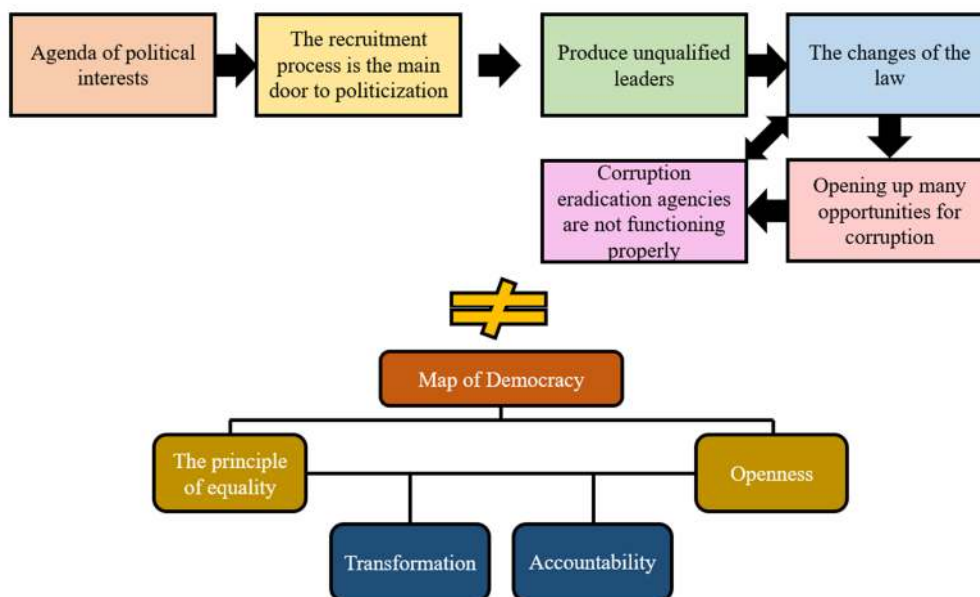 Agenda of political
interests
The recruitment
process is the main
door to politicization
Produce unqualified
leaders
The changes of the
law
Corruption
eradication agencies
are not functioning
properly
Opening up many
opportunities for
corruption
Map of Democracy
The principle
of equality
Openness
Transformation
Accountability